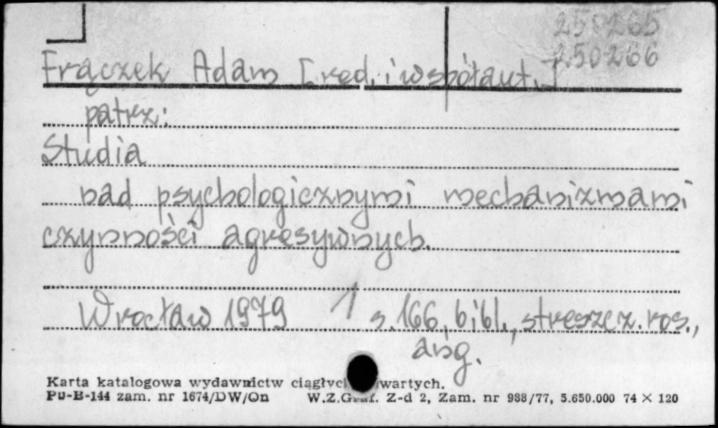 250265
250266
Frączek Adam [red. i współaut.]
patrz:
Studia
nad psychologicznymi mechanizmami
czynności agresywnych.
Wrocław 1979 s. 166, bibl., streszcz. ros.,
ang.
Karta katalogowa wydawnictw ciągłych wartych.
Pu-B-144 zam. nr 1674/DW/On W.Z.Graf. Z-d 2, Zam. nr 988/77, 5.650.000 74 × 120